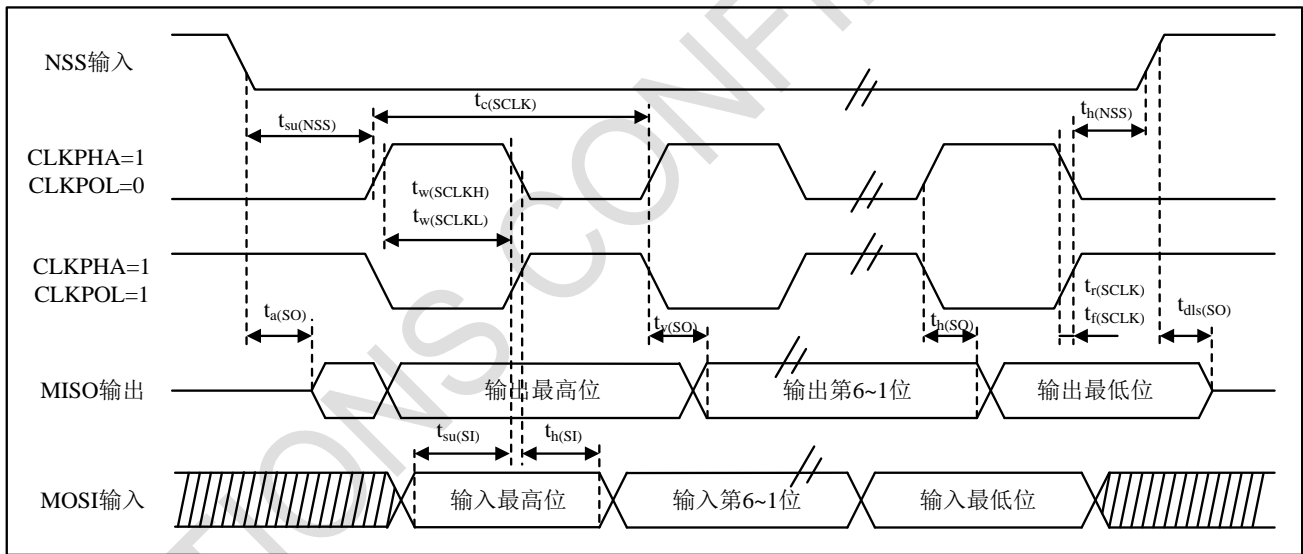 NSS输入
tc(SCLK)
tsu(NSS)
th(NSS)
CLKPHA=1
CLKPOL=0
tw(SCLKH)
tw(SCLKL)
CLKPHA=1
CLKPOL=1
tr(SCLK)
tf(SCLK)
ta(SO)
tv(SO)
th(SO)
tdls(SO)
MISO输出
输出最高位
输出第6~1位
输出最低位
tsu(SI)
th(SI)
MOSI输入
输入最高位
输入第6~1位
输入最低位
TIONS CONFI